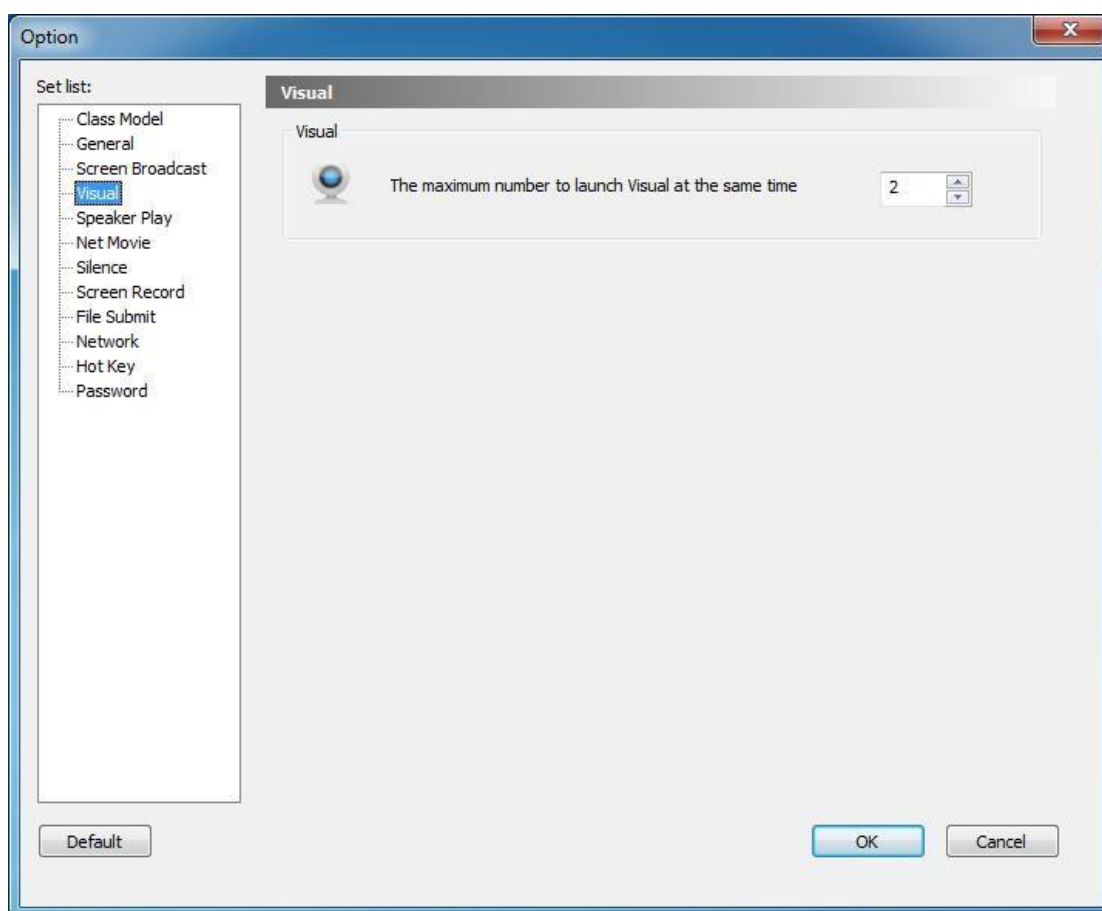 Option
Set list:
Class Model
General
Screen Broadcast
Visual
Speaker Play
Net Movie
Silence
Screen Record
File Submit
Network
Hot Key
Password
Visual
Visual
The maximum number to launch Visual at the same time 2
Default
OK
Cancel